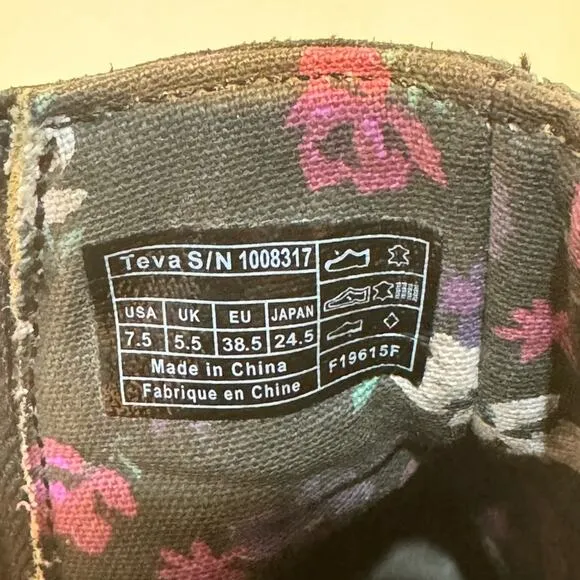 Teva S/N 1008317
USA UK EU JAPAN
7.5 5.5 38.5 24.5
Made in China
Fabrique en Chine
F19615F